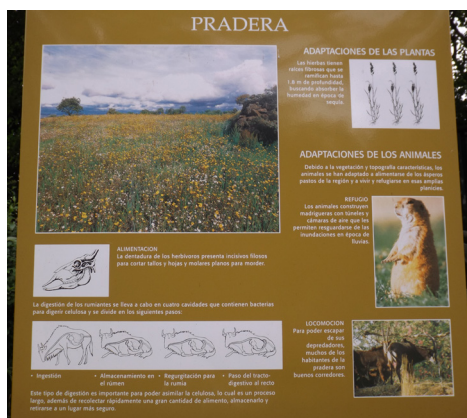 PRADERA
ADAPTACIONES DE LAS PLANTAS
Las hierbas tienen
raíces fibrosas que se
ramifican hasta
1.8 m de profundidad,
buscando absorber la
humedad en época de
sequía.
ADAPTACIONES DE LOS ANIMALES
Debido a la vegetación y topografía características, los
animales se han adaptado a alimentarse de los ásperos
pastos de la región y a vivir y refugiarse en esas amplias
planicies.
REFUGIO
Los animales construyen
madrigueras con túneles y
cámaras de aire que les
permiten resguardarse de las
inundaciones en época de
lluvias.
ALIMENTACION
La dentadura de los herbívoros presenta incisivos filosos
para cortar tallos y hojas y molares planos para morder.
La digestión de los rumiantes se lleva a cabo en cuatro cavidades que contienen bacterias
para digerir celulosa y se divide en los siguientes pasos:
• Ingestión
• Almacenamiento en
el rúmen
• Regurgitación para
la rumia
• Paso del tracto-
digestivo al recto
Este tipo de digestión es importante para poder asimilar la celulosa, lo cual es un proceso
largo, además de recolectar rápidamente una gran cantidad de alimento, almacenarlo y
retirarse a un lugar más seguro.
LOCOMOCION
Para poder escapar
de sus
depredadores,
muchos de los
habitantes de la
pradera son
buenos corredores.